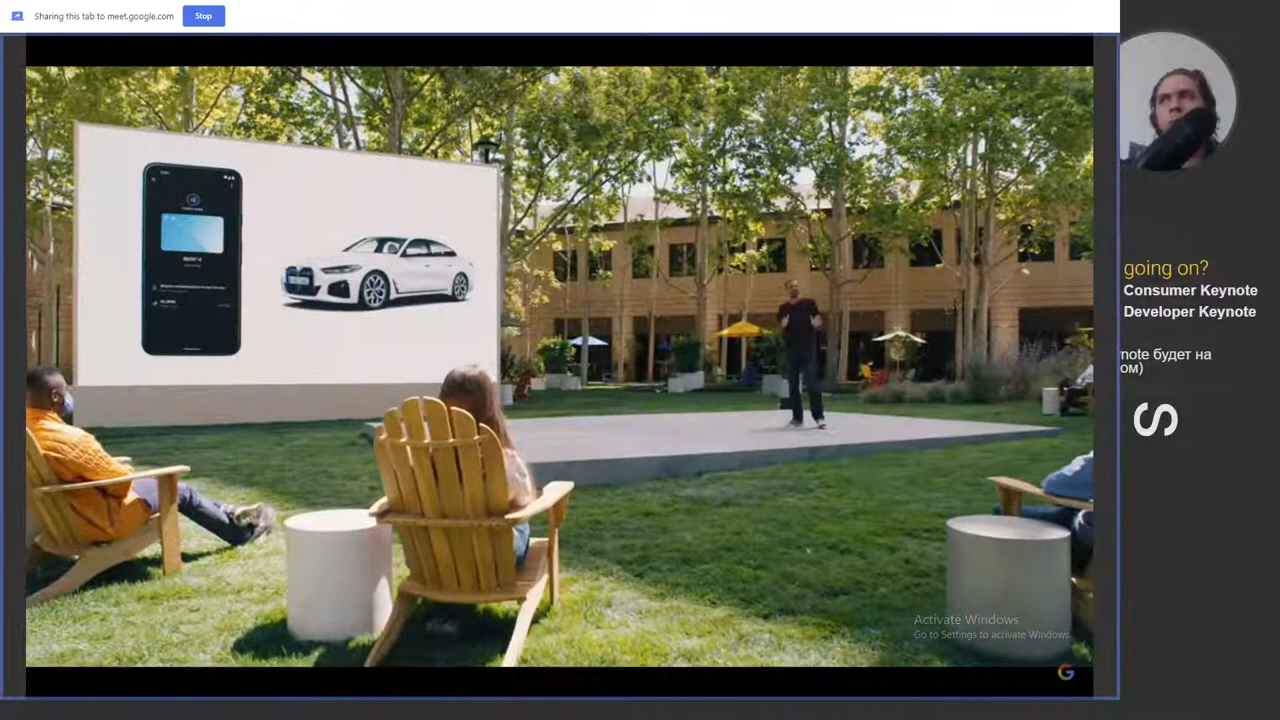 Sharing this tab to meet.google.com
Stop
going on?
Consumer Keynote
Developer Keynote
note будет на
ом)
S
Activate Windows
Go to Settings to activate Windows.
G